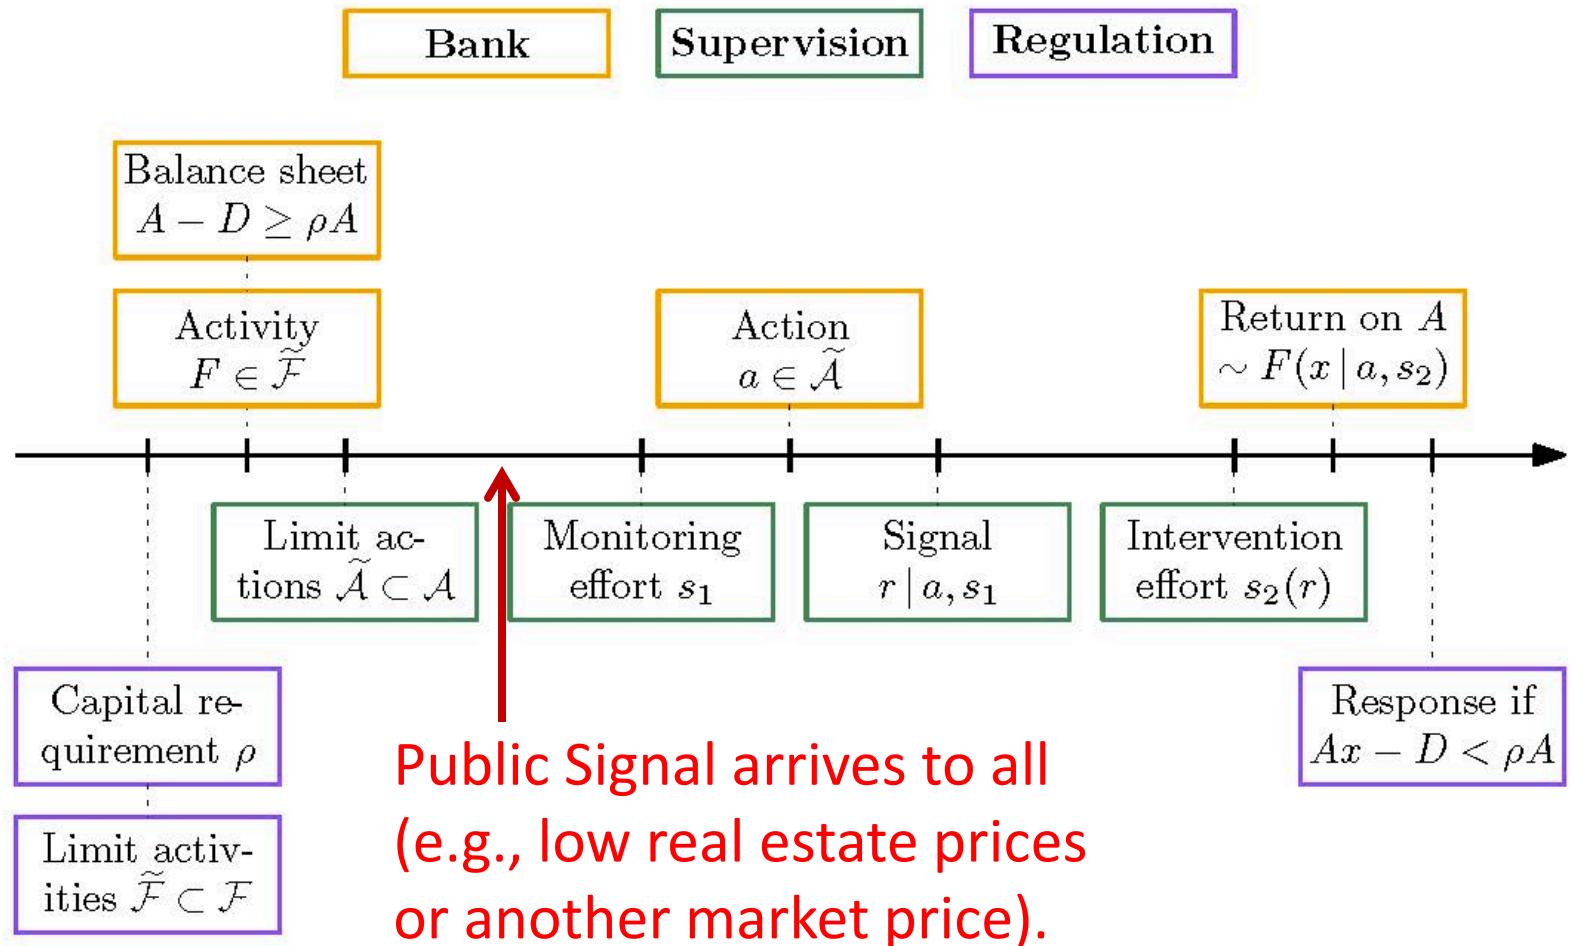 Bank
Supervision
Regulation
Balance sheet
A − D ≥ ρA
Activity
F ∈ F̃
Action
a ∈ Ã
Return on A
∼ F(x | a, s₂)
Limit ac-
tions Ã ⊂ A
Monitoring
effort s₁
Signal
r | a, s₁
Intervention
effort s₂(r)
Capital re-
quirement ρ
Limit activ-
ities F̃ ⊂ F
Response if
Ax − D < ρA
Public Signal arrives to all
(e.g., low real estate prices
or another market price).